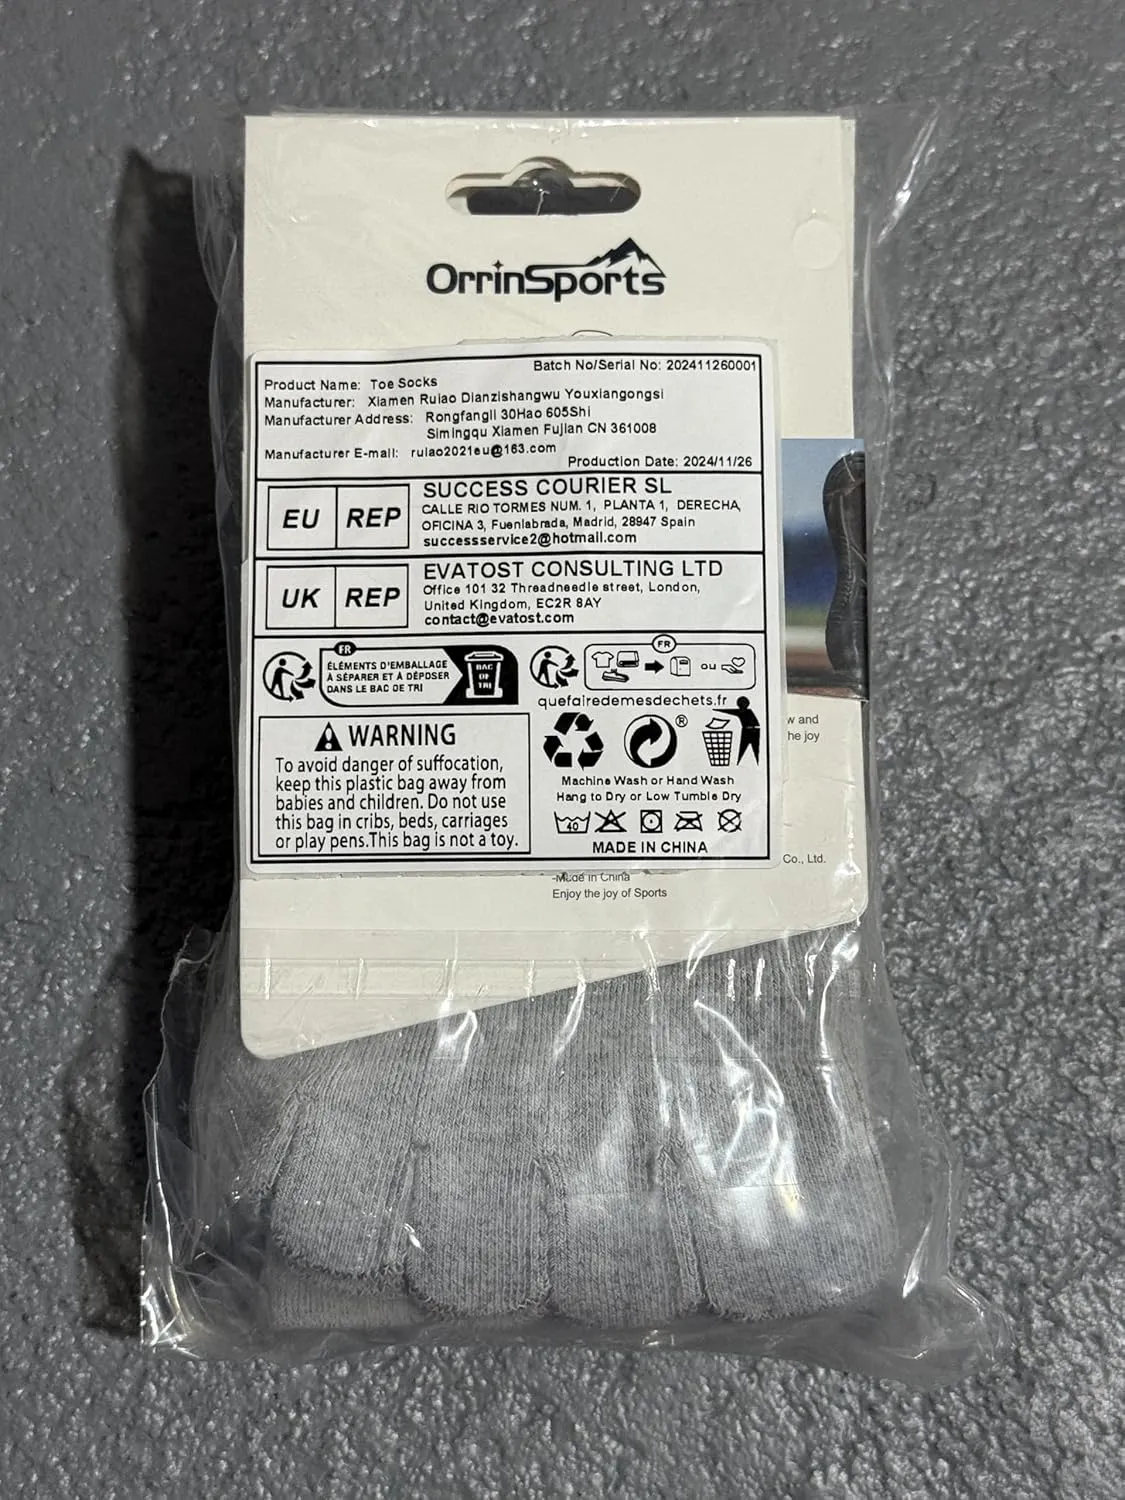 OrrinSports
Batch No/Serial No: 202411260001
Product Name: Toe Socks
Manufacturer: Xiamen Ruiao Dianzishangwu Youxiangongsi
Manufacturer Address: Rongfangli 30Hao 605Shi
Simingqu Xiamen Fujian CN 361008
Manufacturer E-mail: ruiao2021eu@163.com
Production Date: 2024/11/26
EU REP
SUCCESS COURIER SL
CALLE RIO TORMES NUM. 1, PLANTA 1, DERECHA,
OFICINA 3, Fuenlabrada, Madrid, 28947 Spain
successservice2@hotmail.com
UK REP
EVATOST CONSULTING LTD
Office 101 32 Threadneedle street, London,
United Kingdom, EC2R 8AY
contact@evatost.com
FR
ÉLÉMENTS D'EMBALLAGE
À SÉPARER ET À DÉPOSER
DANS LE BAC DE TRI
BAC
DE
TRI
FR
OU
quefairedemesdechets.fr
®
WARNING
To avoid danger of suffocation,
keep this plastic bag away from
babies and children. Do not use
this bag in cribs, beds, carriages
or play pens.This bag is not a toy.
Machine Wash or Hand Wash
Hang to Dry or Low Tumble Dry
40
MADE IN CHINA
w and
he joy
Co., Ltd.
-Made in China
Enjoy the joy of Sports